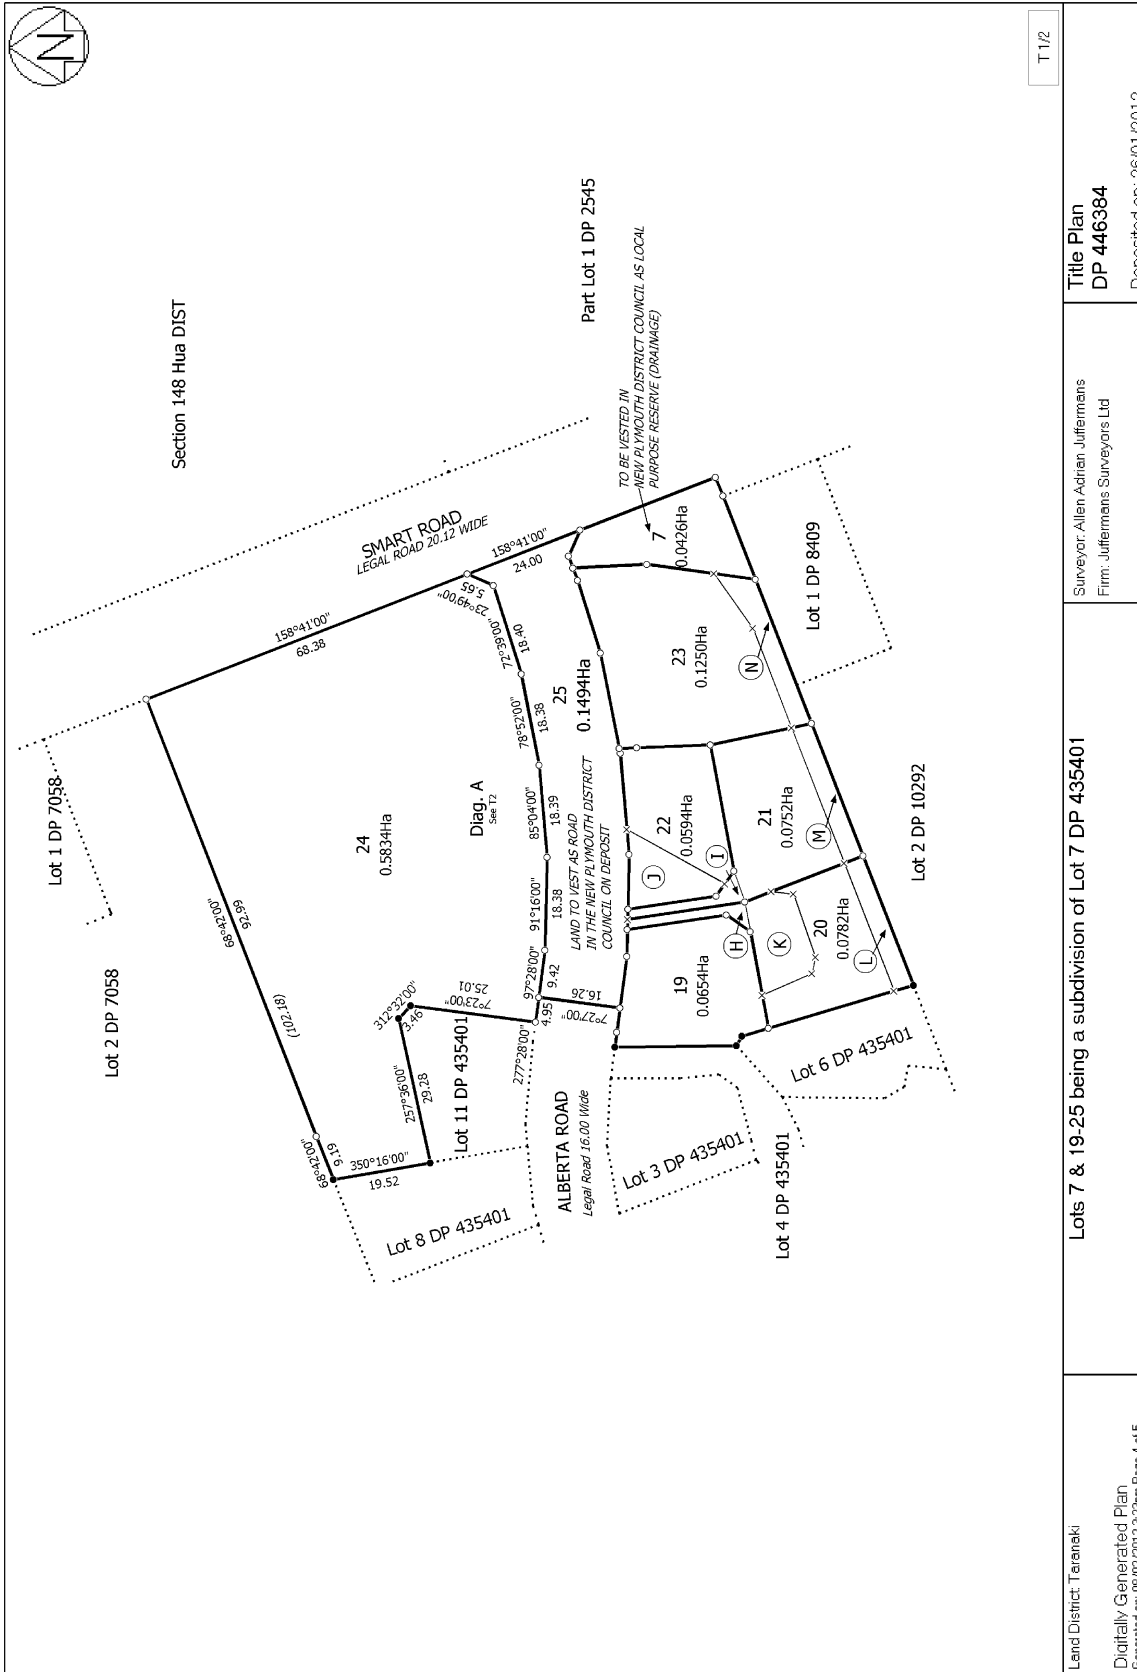 N
T 1/2
Section 148 Hua DIST
Part Lot 1 DP 2545
Lot 1 DP 7058
Lot 2 DP 7058
SMART ROAD
LEGAL ROAD 20.12 WIDE
158°41'00"
68.38
158°41'00"
24.00
5.65
23°49'00"
72°39'00"
18.40
78°52'00"
18.38
85°04'00"
18.39
91°16'00"
18.38
97°28'00"
9.42
68°42'00"
92.99
(102.18)
68°42'00"
9.19
350°16'00"
19.52
257°36'00"
29.28
312°32'00"
3.46
7°23'00"
25.01
277°28'00"
4.95
7°27'00"
16.26
24
0.5834Ha
Diag. A
See T2
25
0.1494Ha
LAND TO VEST AS ROAD
IN THE NEW PLYMOUTH DISTRICT
COUNCIL ON DEPOSIT
TO BE VESTED IN
NEW PLYMOUTH DISTRICT COUNCIL AS LOCAL
PURPOSE RESERVE (DRAINAGE)
7
0.0426Ha
23
0.1250Ha
22
0.0594Ha
21
0.0752Ha
20
0.0782Ha
19
0.0654Ha
J
I
H
K
L
M
N
Lot 1 DP 8409
Lot 2 DP 10292
Lot 11 DP 435401
Lot 8 DP 435401
ALBERTA ROAD
Legal Road 16.00 Wide
Lot 3 DP 435401
Lot 4 DP 435401
Lot 6 DP 435401
Land District: Taranaki
Digitally Generated Plan
Lots 7 & 19-25 being a subdivision of Lot 7 DP 435401
Surveyor: Allen Adrian Juffermans
Firm: Juffermans Surveyors Ltd
Title Plan
DP 446384
Deposited on: 26/01/2012